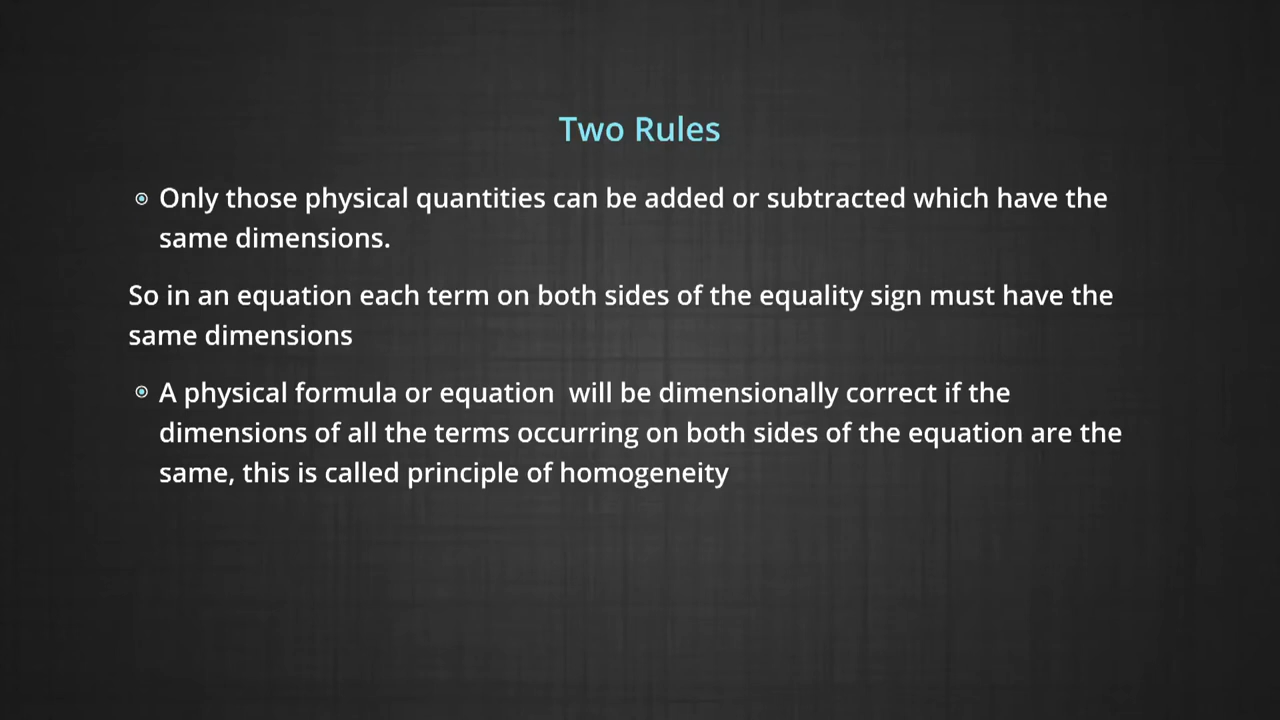 Two Rules
Only those physical quantities can be added or subtracted which have the
same dimensions.
So in an equation each term on both sides of the equality sign must have the
same dimensions
A physical formula or equation  will be dimensionally correct if the
dimensions of all the terms occurring on both sides of the equation are the
same, this is called principle of homogeneity